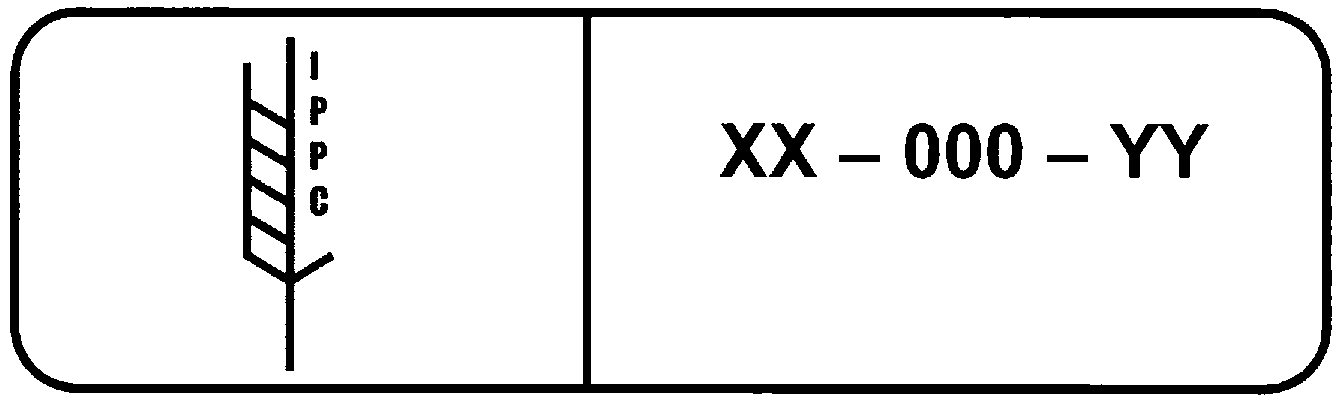 I
P
P
C
XX – 000 – YY